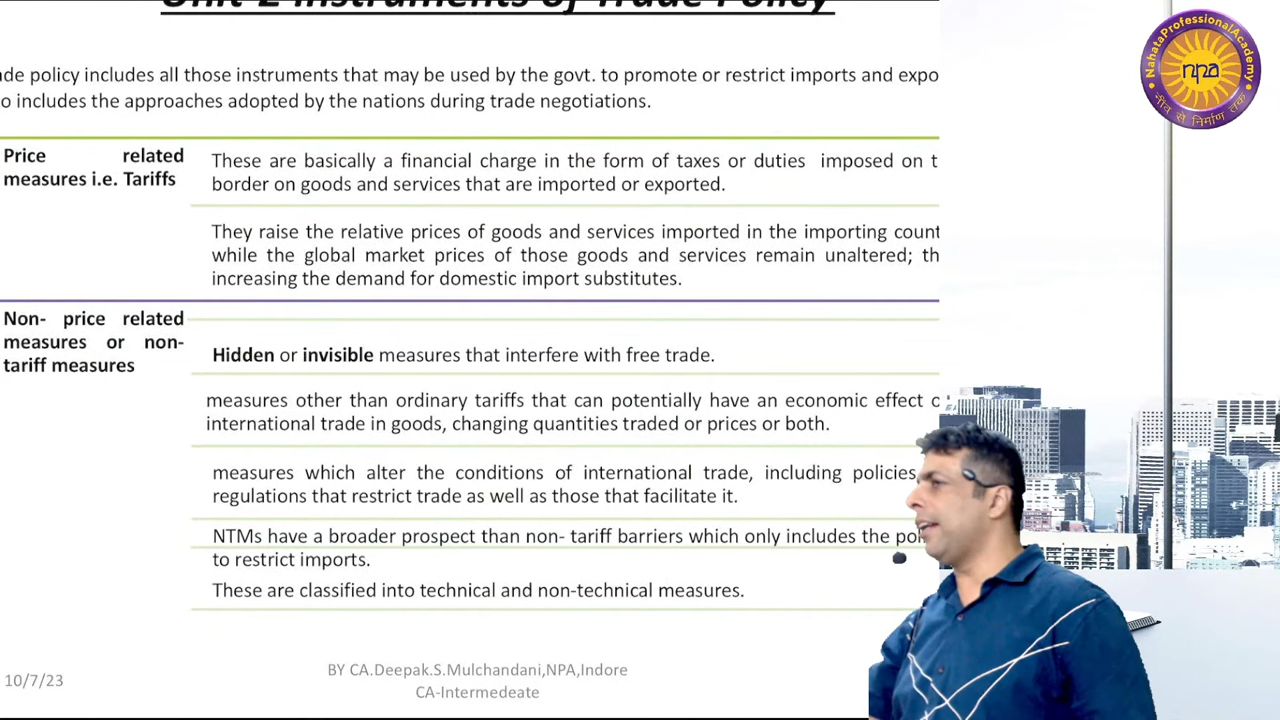 Unit-2 Instruments of Trade Policy
NahataProfessionalAcademy
npa
नींव से निर्माण तक
policy includes all those instruments that may be used by the govt. to promote or restrict imports and
includes the approaches adopted by the nations during trade negotiations.
Price related
measures i.e. Tariffs
These are basically a financial charge in the form of taxes or duties imposed on
border on goods and services that are imported or exported.
They raise the relative prices of goods and services imported in the importing
while the global market prices of those goods and services remain unaltered;
increasing the demand for domestic import substitutes.
Non- price related
measures or non-
tariff measures
Hidden or invisible measures that interfere with free trade.
measures other than ordinary tariffs that can potentially have an economic effect
international trade in goods, changing quantities traded or prices or both.
measures which alter the conditions of international trade, including policies
regulations that restrict trade as well as those that facilitate it.
NTMs have a broader prospect than non- tariff barriers which only includes the
to restrict imports.
These are classified into technical and non-technical measures.
10/7/23
BY CA.Deepak.S.Mulchandani,NPA,Indore
CA-Intermedeate